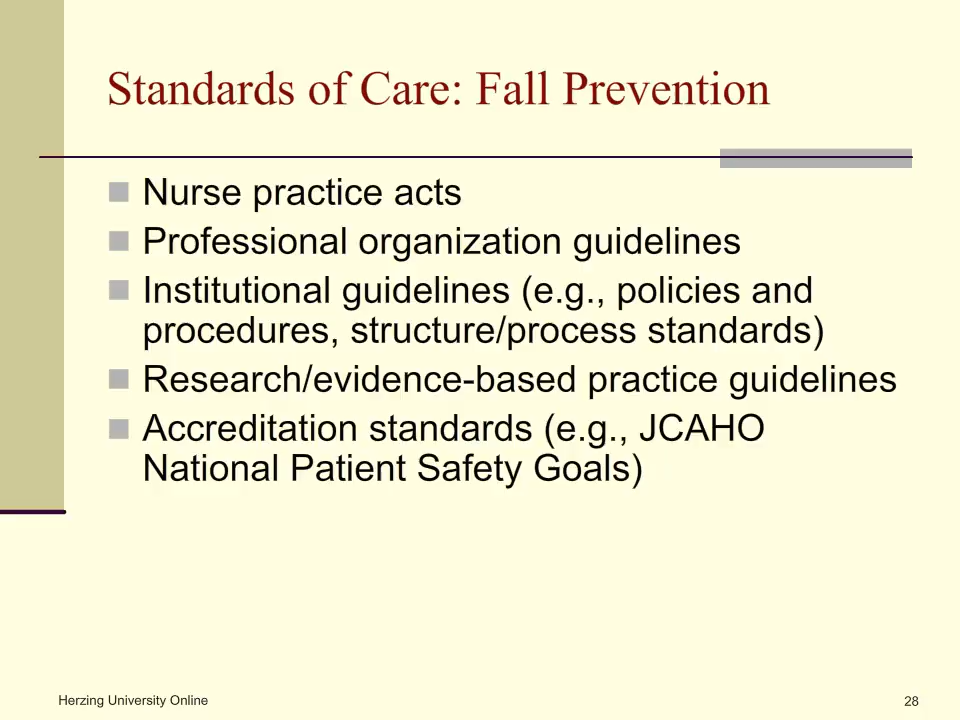 Standards of Care: Fall Prevention
Nurse practice acts
Professional organization guidelines
Institutional guidelines (e.g., policies and
procedures, structure/process standards)
Research/evidence-based practice guidelines
Accreditation standards (e.g., JCAHO
National Patient Safety Goals)
Herzing University Online
28